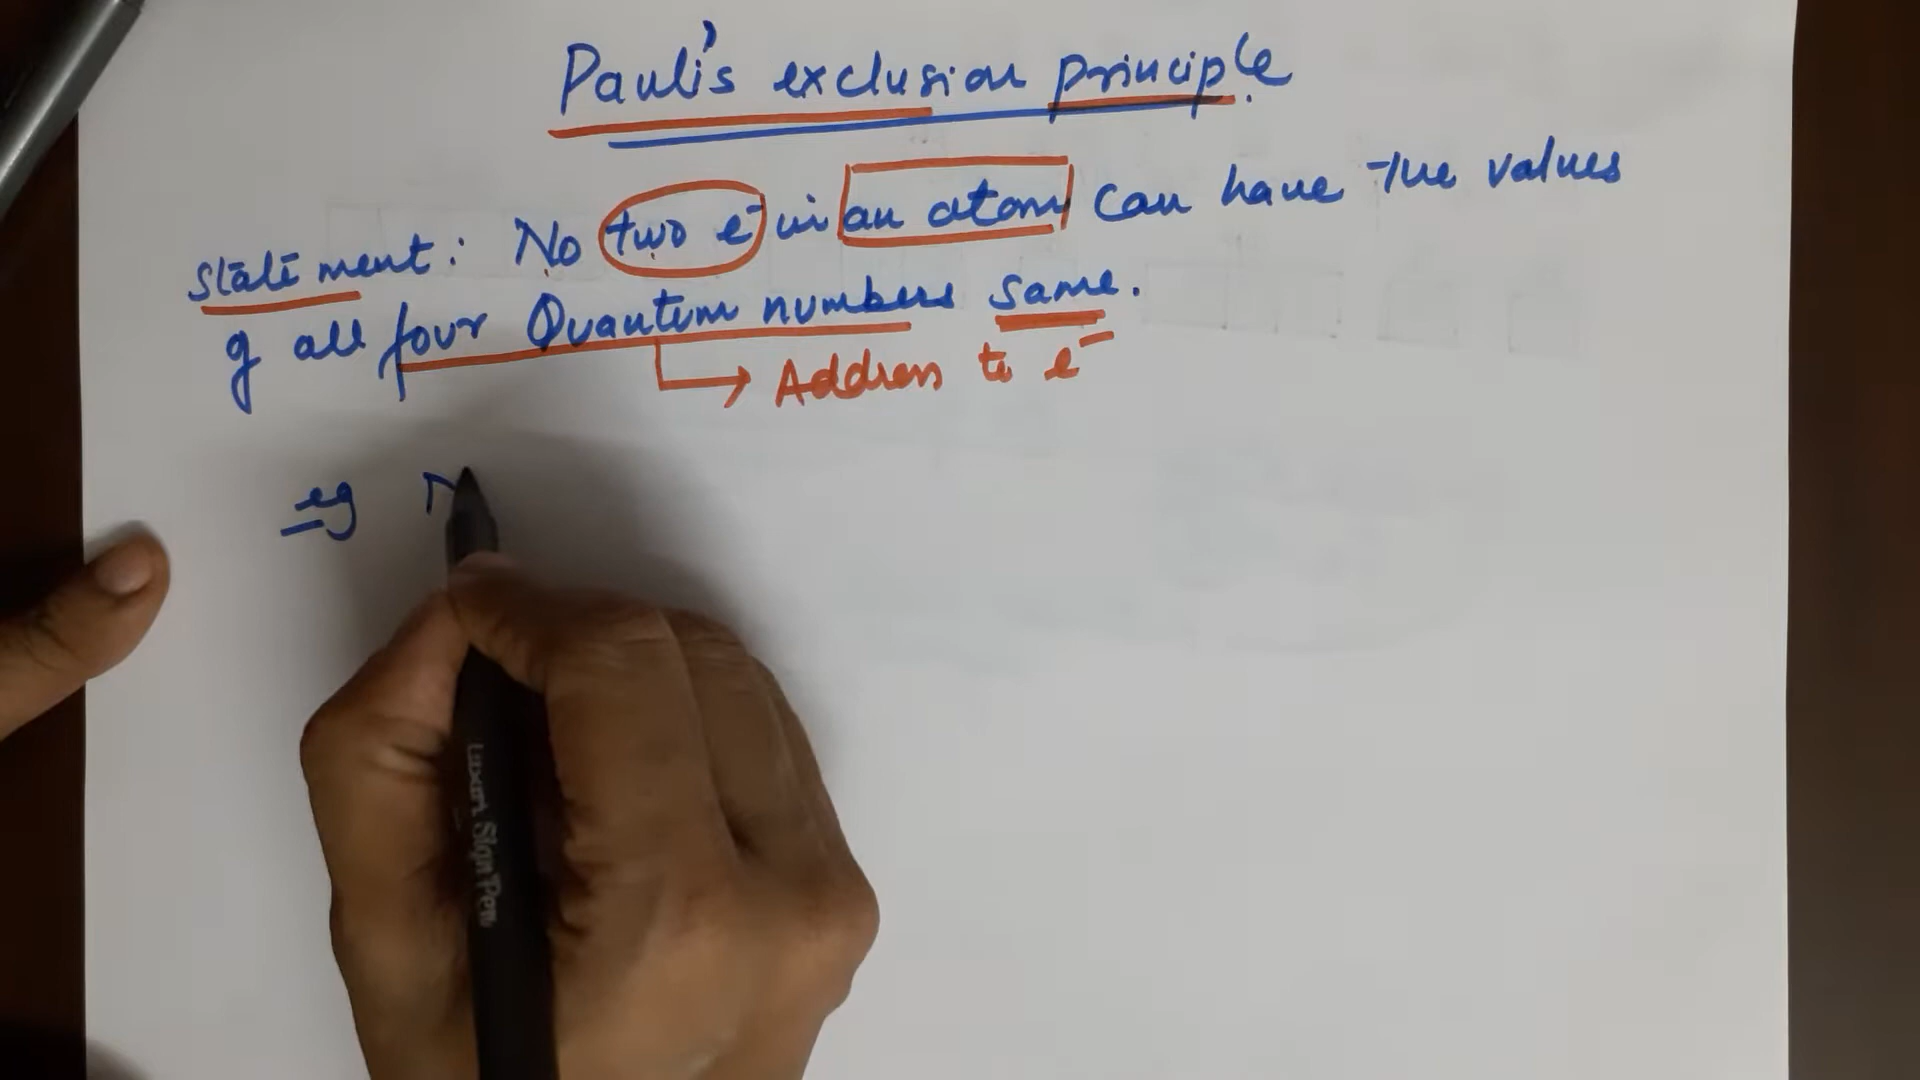 Pauli's exclusion principle
Statement: No two e⁻ in an atom can have the values
of all four Quantum numbers same.
Address to e⁻
eg N
Luxor Sign Pen